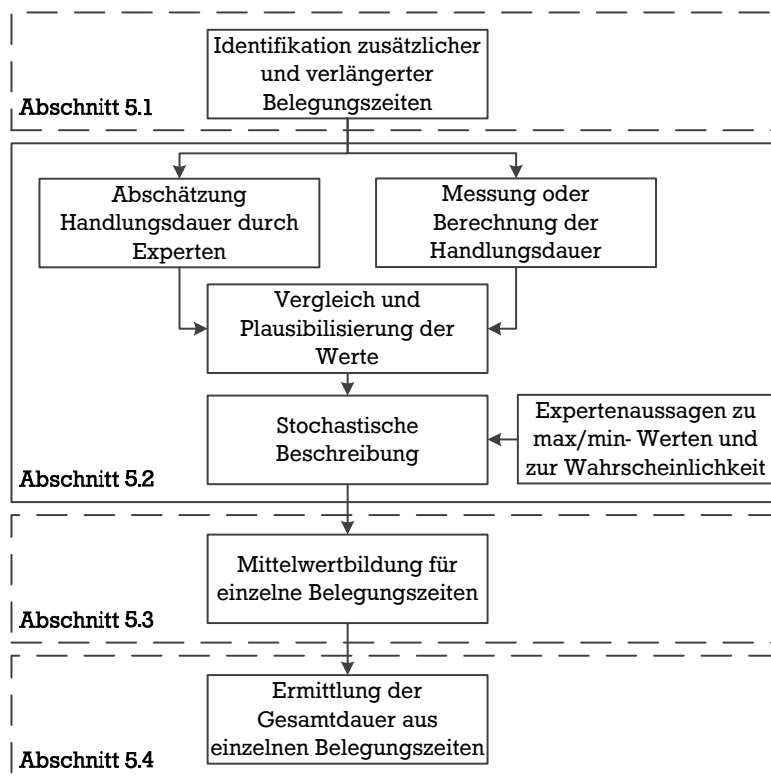 Identifikation zusätzlicher
und verlängerter
Belegungszeiten
Abschnitt 5.1
Abschätzung
Handlungsdauer durch
Experten
Messung oder
Berechnung der
Handlungsdauer
Vergleich und
Plausibilisierung der
Werte
Stochastische
Beschreibung
Expertenaussagen zu
max/min- Werten und
zur Wahrscheinlichkeit
Abschnitt 5.2
Mittelwertbildung für
einzelne Belegungszeiten
Abschnitt 5.3
Ermittlung der
Gesamtdauer aus
einzelnen Belegungszeiten
Abschnitt 5.4